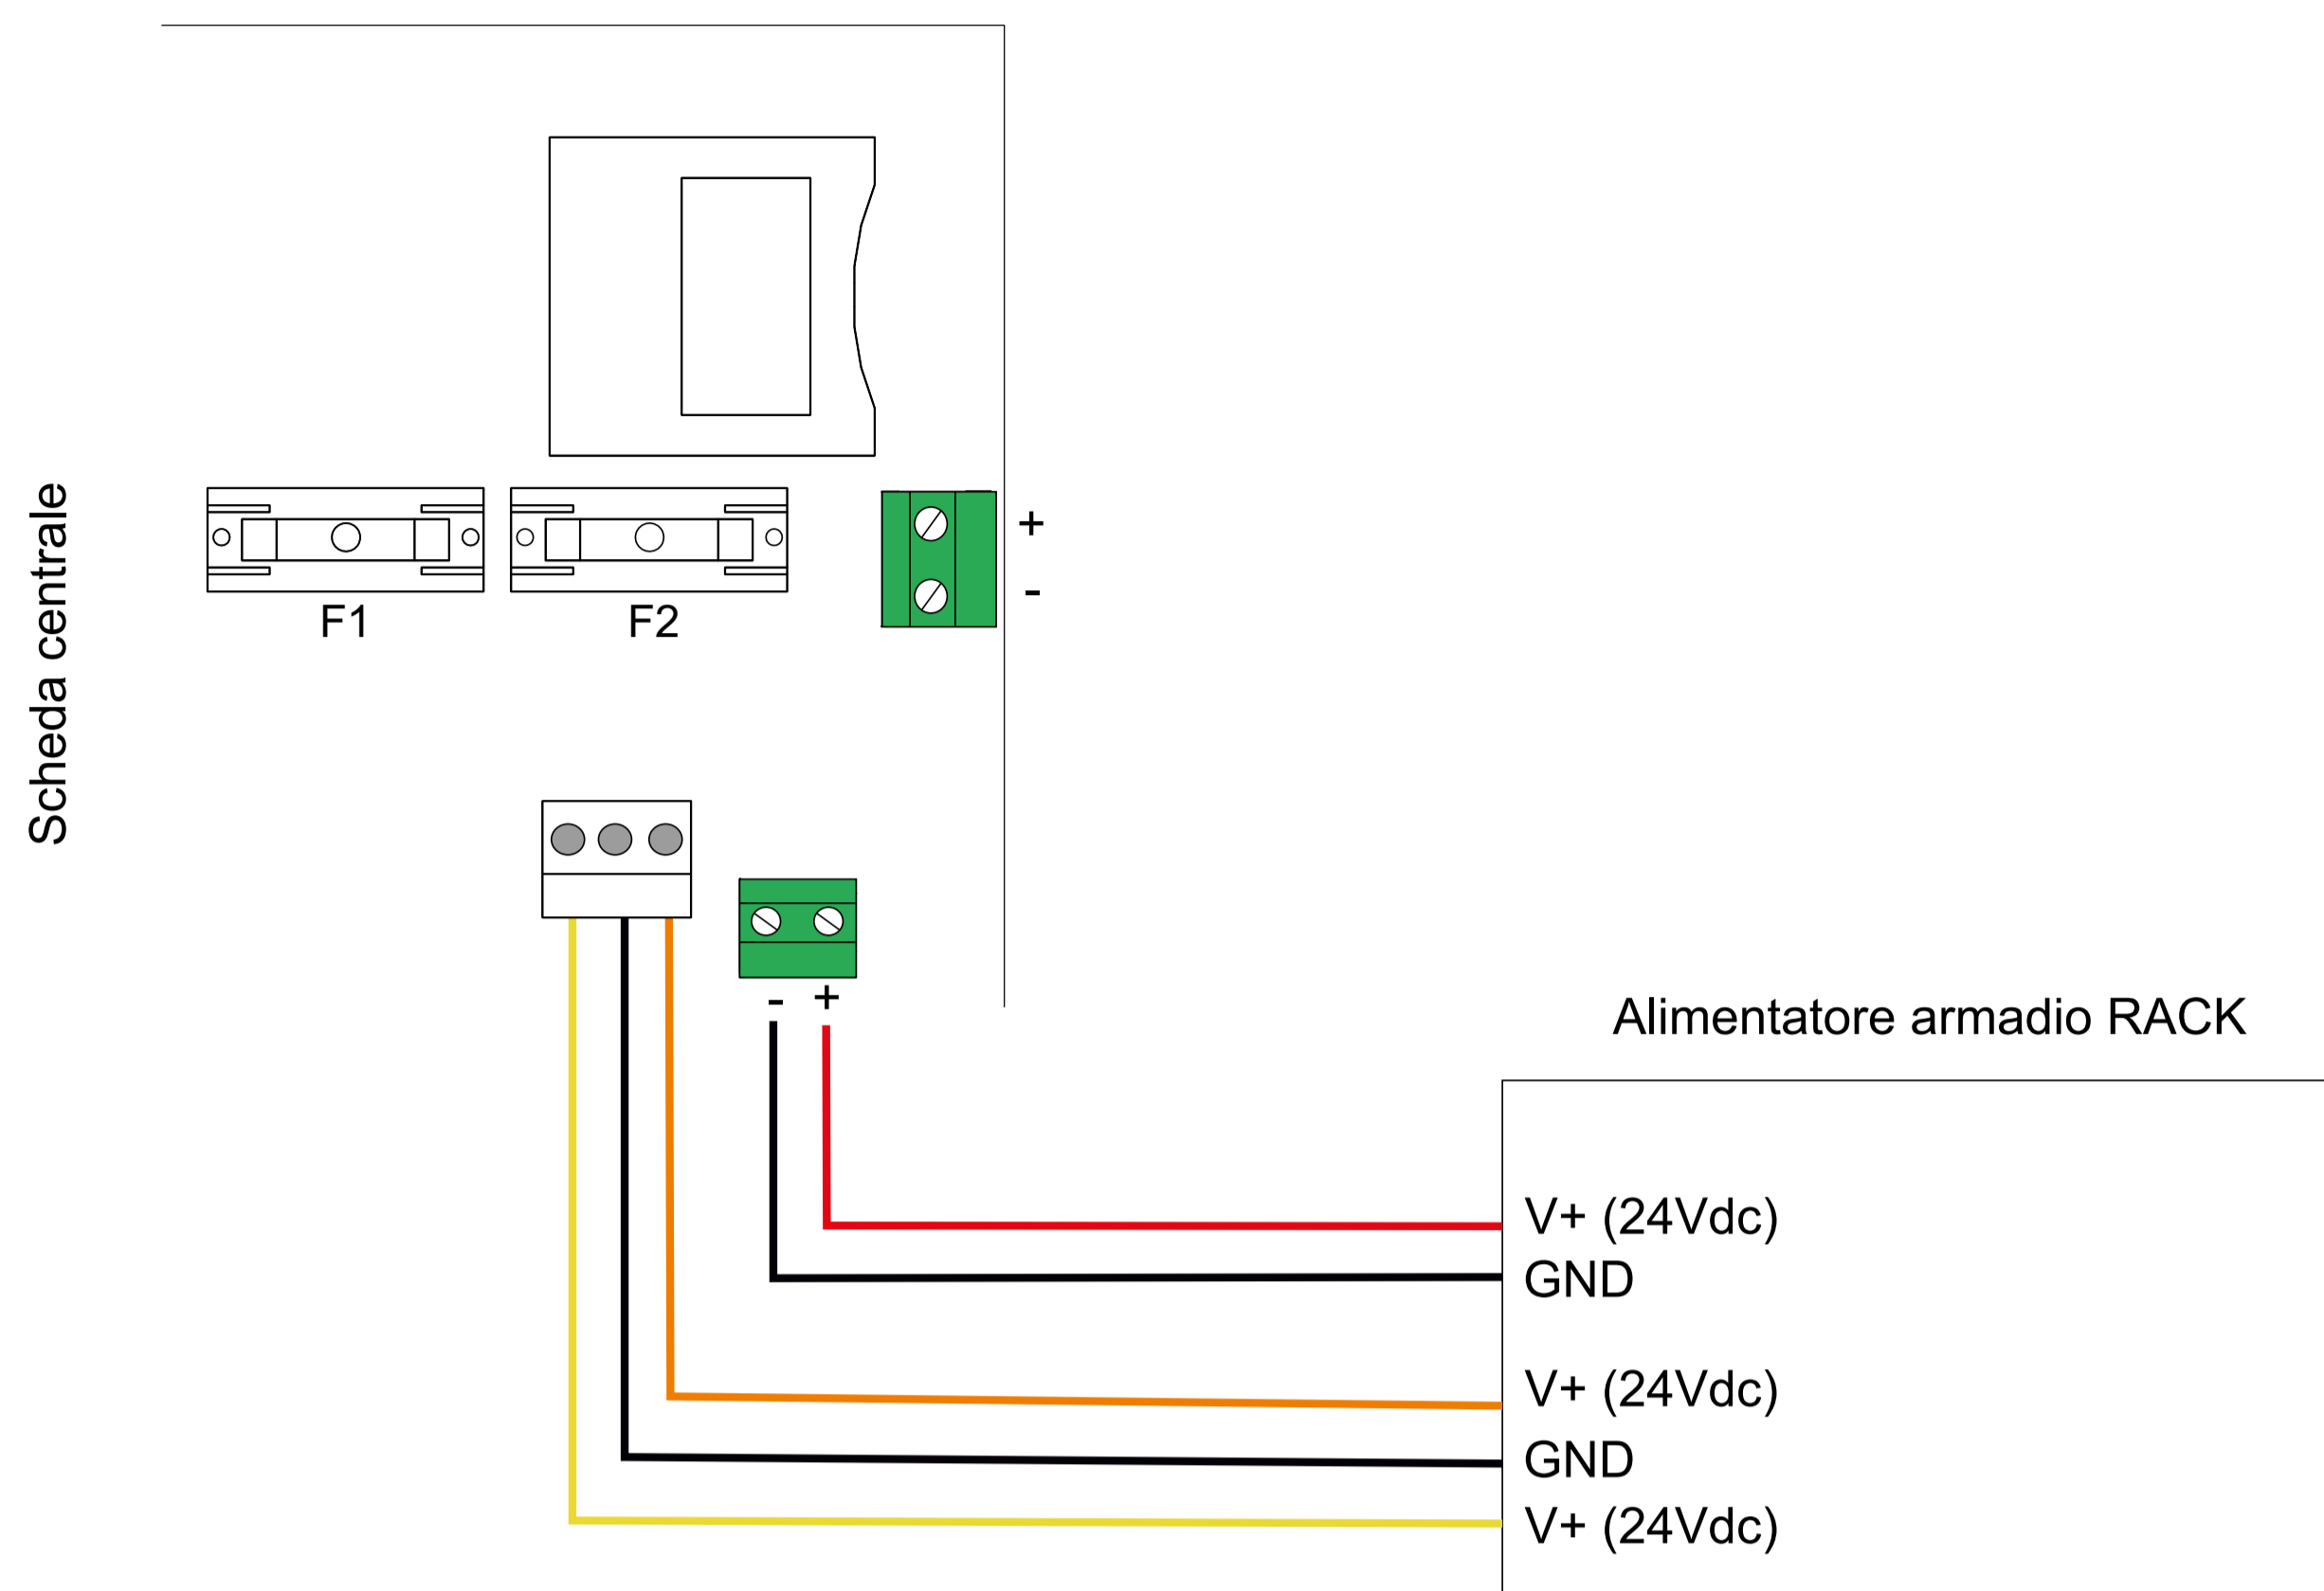 Scheda centrale
+
-
F1
F2
- +
Alimentatore armadio RACK
V+ (24Vdc)
GND
V+ (24Vdc)
GND
V+ (24Vdc)